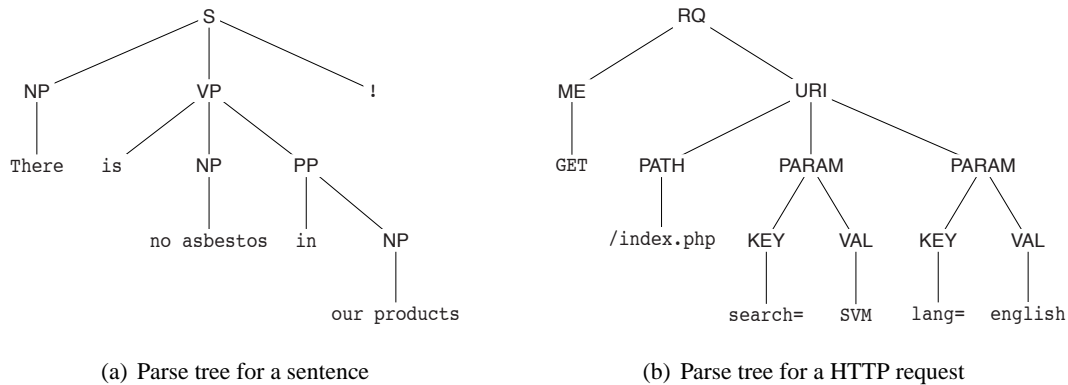 S
NP VP !
There is NP PP
no asbestos in NP
our products
(a) Parse tree for a sentence
RQ
ME URI
GET PATH PARAM PARAM
/index.php KEY VAL KEY VAL
search= SVM lang= english
(b) Parse tree for a HTTP request